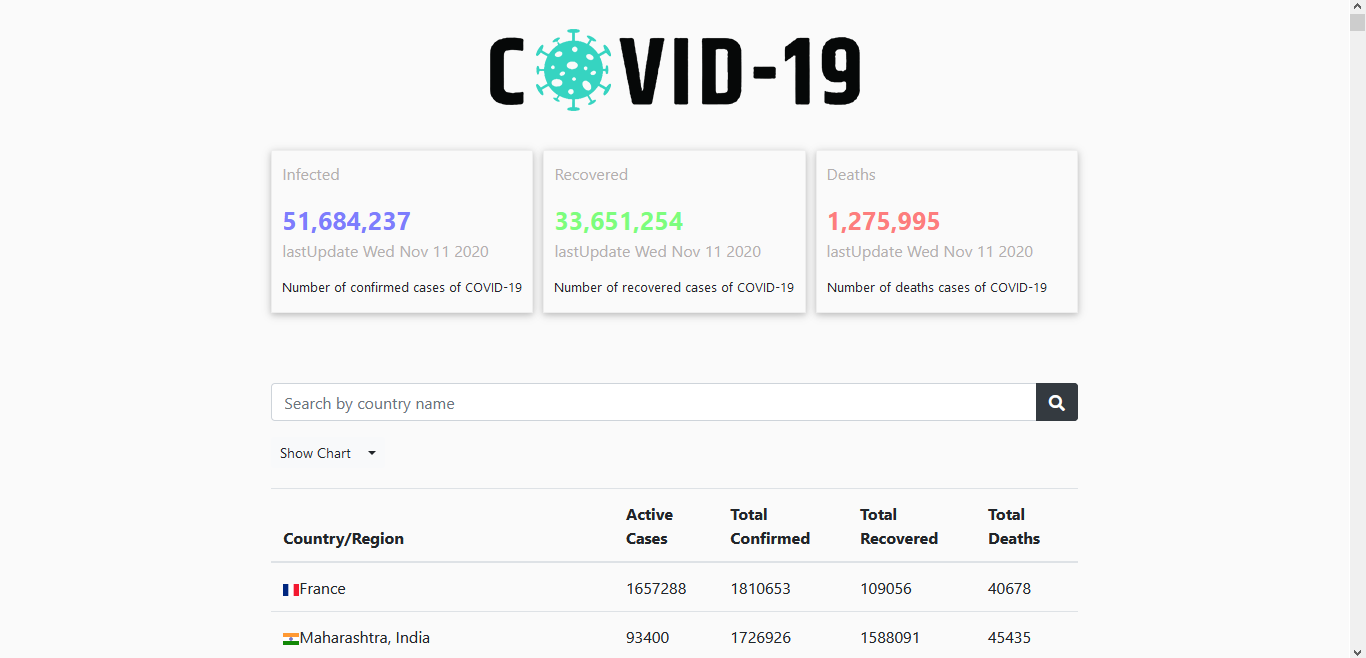 COVID-19
Infected
51,684,237
lastUpdate Wed Nov 11 2020
Number of confirmed cases of COVID-19
Recovered
33,651,254
lastUpdate Wed Nov 11 2020
Number of recovered cases of COVID-19
Deaths
1,275,995
lastUpdate Wed Nov 11 2020
Number of deaths cases of COVID-19
Search by country name
Show Chart
Country/Region Active Cases Total Confirmed Total Recovered Total Deaths
France 1657288 1810653 109056 40678
Maharashtra, India 93400 1726926 1588091 45435